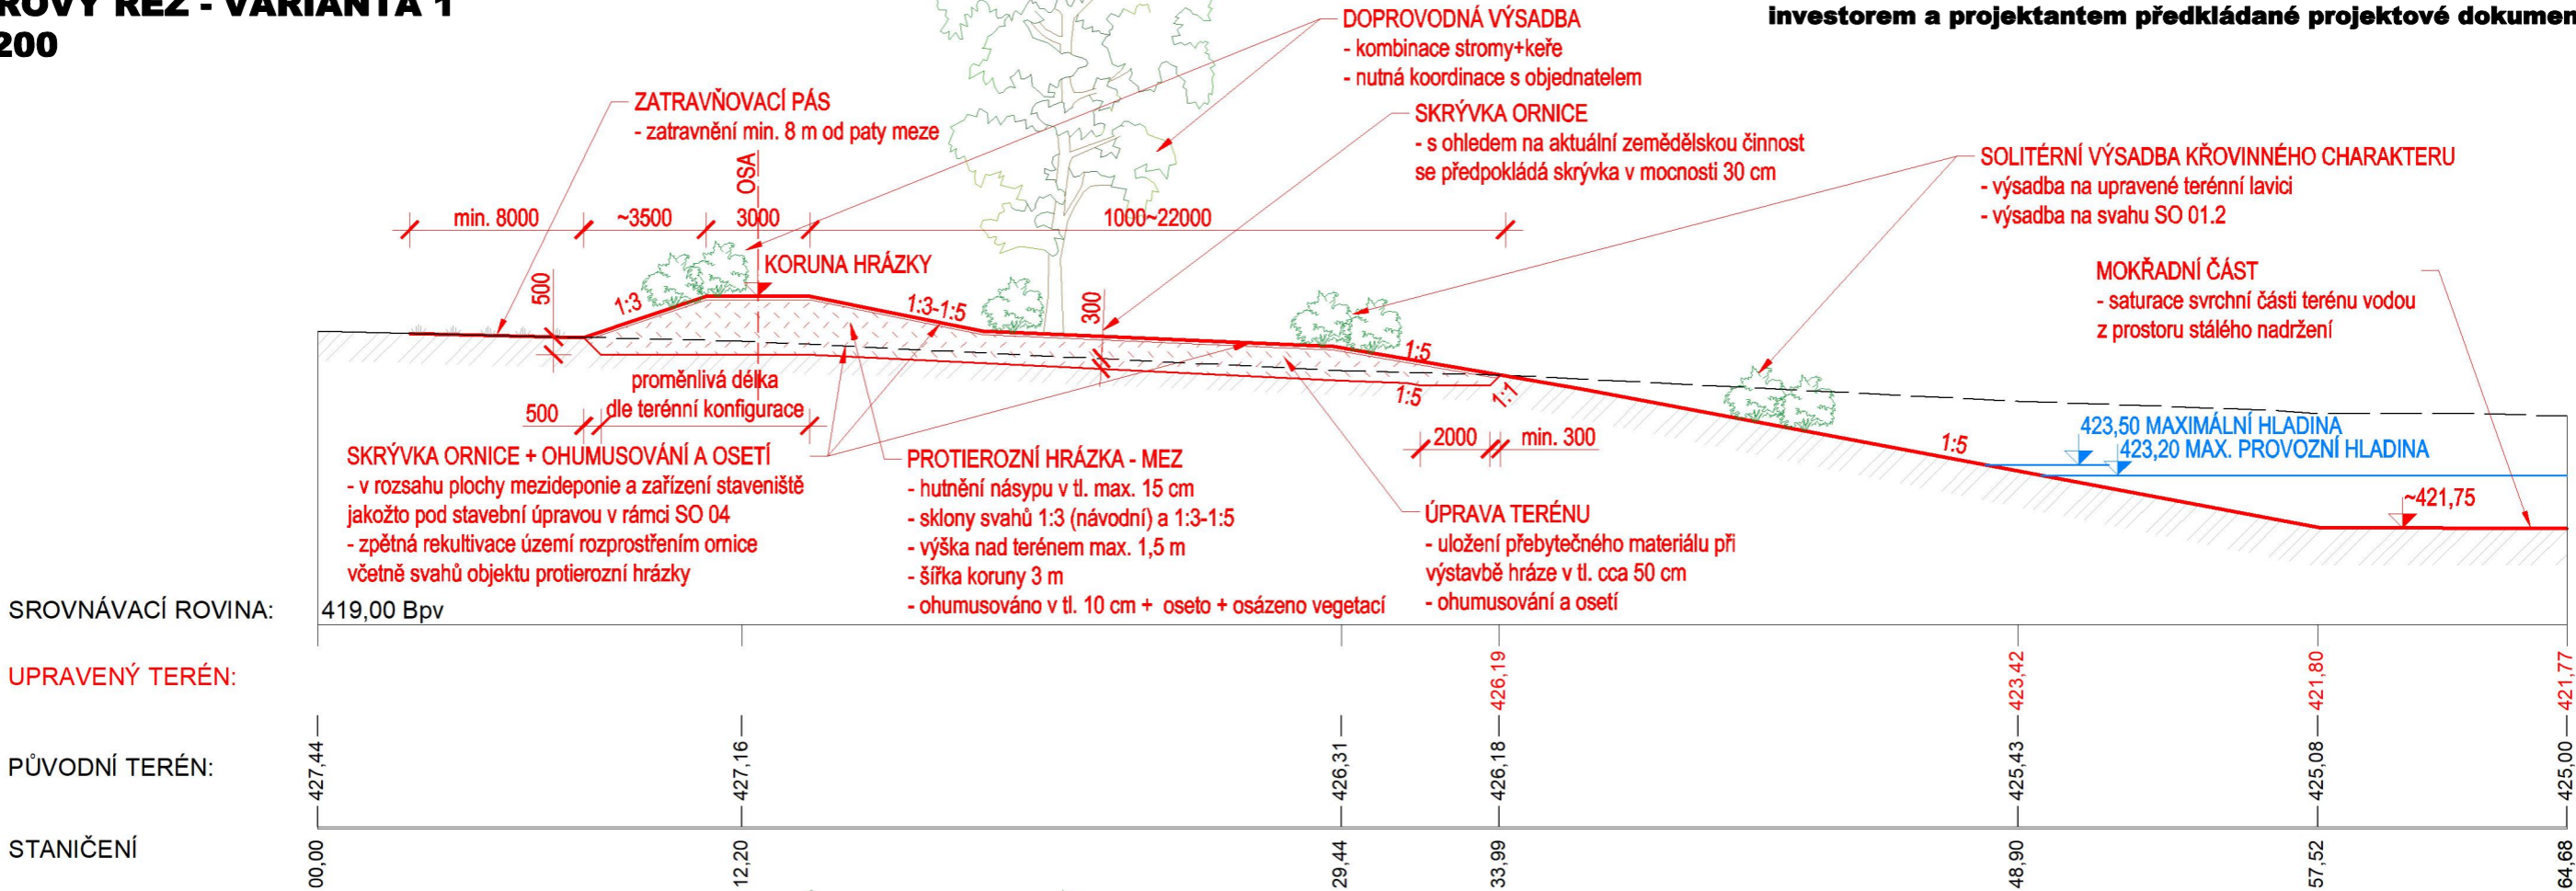 ROVÝ ŘEZ - VARIANTA 1
200
investorem a projektantem předkládané projektové dokumen
DOPROVODNÁ VÝSADBA
- kombinace stromy+keře
- nutná koordinace s objednatelem
ZATRAVŇOVACÍ PÁS
- zatravnění min. 8 m od paty meze
SKRÝVKA ORNICE
- s ohledem na aktuální zemědělskou činnost
se předpokládá skrývka v mocnosti 30 cm
SOLITÉRNÍ VÝSADBA KŘOVINNÉHO CHARAKTERU
- výsadba na upravené terénní lavici
- výsadba na svahu SO 01.2
OSA
min. 8000
~3500
3000
1000~22000
KORUNA HRÁZKY
MOKŘADNÍ ČÁST
- saturace svrchní části terénu vodou
z prostoru stálého nadržení
500
1:3
1:3-1:5
300
1:5
proměnlivá délka
dle terénní konfigurace
500
1:5
1:1
2000
min. 300
1:5
423,50 MAXIMÁLNÍ HLADINA
423,20 MAX. PROVOZNÍ HLADINA
~421,75
SKRÝVKA ORNICE + OHUMUSOVÁNÍ A OSETÍ
- v rozsahu plochy mezideponie a zařízení staveniště
jakožto pod stavební úpravou v rámci SO 04
- zpětná rekultivace území rozprostřením ornice
včetně svahů objektu protierozní hrázky
PROTIEROZNÍ HRÁZKA - MEZ
- hutnění násypu v tl. max. 15 cm
- sklony svahů 1:3 (návodní) a 1:3-1:5
- výška nad terénem max. 1,5 m
- šířka koruny 3 m
- ohumusováno v tl. 10 cm + oseto + osázeno vegetací
ÚPRAVA TERÉNU
- uložení přebytečného materiálu při
výstavbě hráze v tl. cca 50 cm
- ohumusování a osetí
SROVNÁVACÍ ROVINA: 419,00 Bpv
UPRAVENÝ TERÉN: 426,19 423,42 421,80 421,77
PŮVODNÍ TERÉN: 427,44 427,16 426,31 426,18 425,43 425,08 425,00
STANIČENÍ 00,00 12,20 29,44 33,99 48,90 57,52 64,68